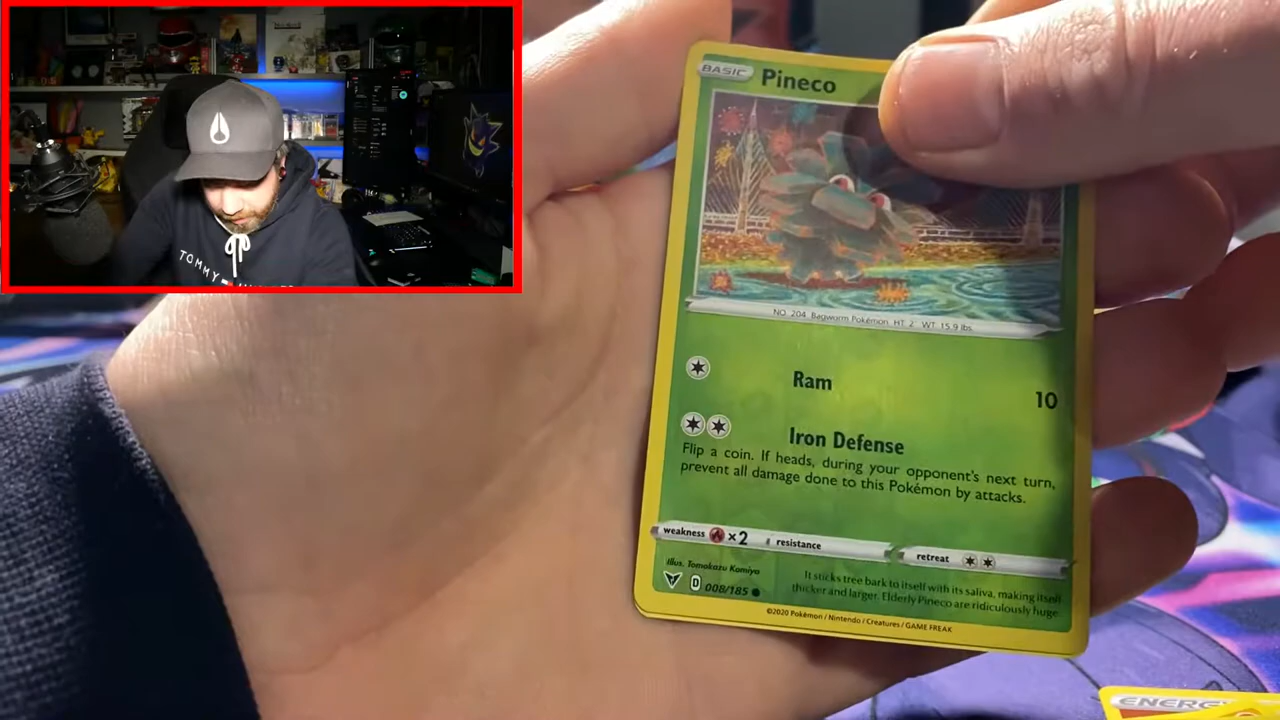 BASIC Pineco
NO. 204 Bagworm Pokémon HT 2 WT 15.9 lbs.
Ram 10
Iron Defense
Flip a coin. If heads, during your opponent's next turn,
prevent all damage done to this Pokémon by attacks.
weakness ×2 resistance retreat
Illus. Tomokazu Komiya
D 008/185
It sticks tree bark to itself with its saliva, making itself
thicker and larger. Elderly Pineco are ridiculously huge.
©2020 Pokémon / Nintendo / Creatures / GAME FREAK
TOMMY
ENERGY